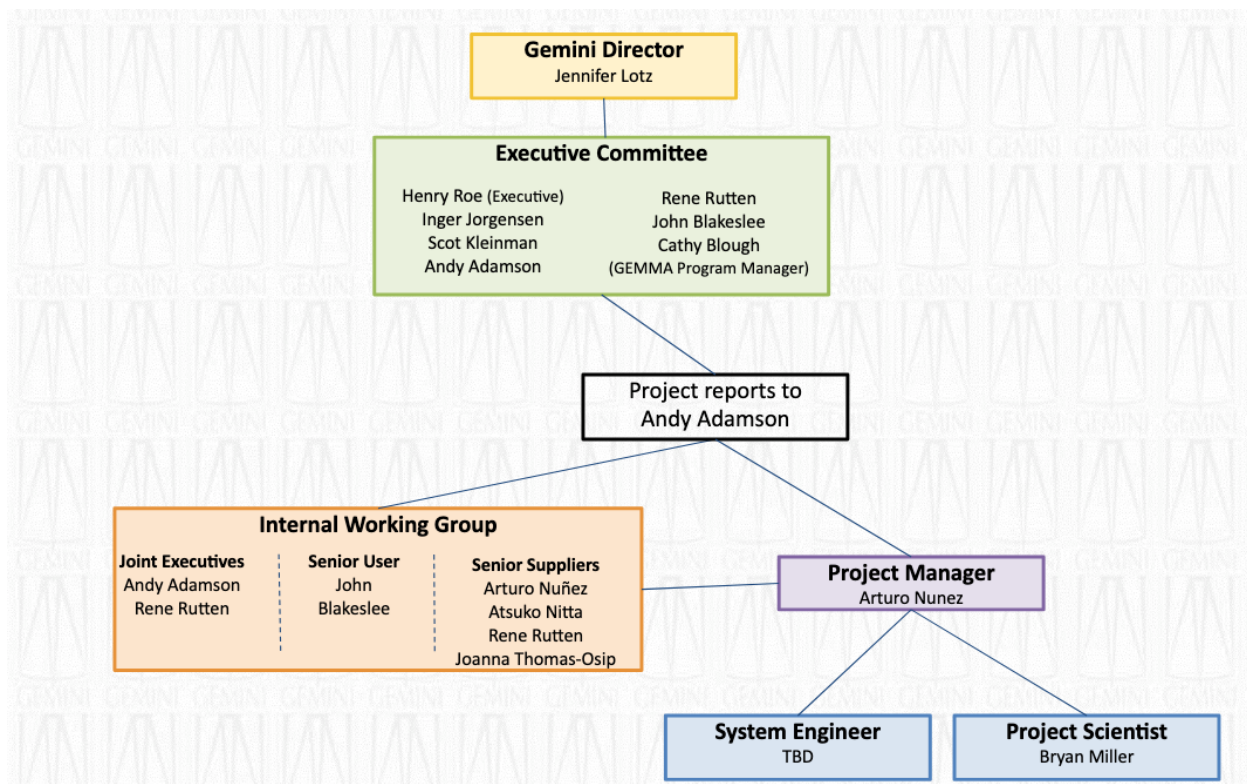 Gemini Director
Jennifer Lotz
Executive Committee
Henry Roe (Executive)
Inger Jorgensen
Scot Kleinman
Andy Adamson
Rene Rutten
John Blakeslee
Cathy Blough
(GEMMA Program Manager)
Project reports to
Andy Adamson
Internal Working Group
Joint Executives
Andy Adamson
Rene Rutten
Senior User
John
Blakeslee
Senior Suppliers
Arturo Nuñez
Atsuko Nitta
Rene Rutten
Joanna Thomas-Osip
Project Manager
Arturo Nunez
System Engineer
TBD
Project Scientist
Bryan Miller